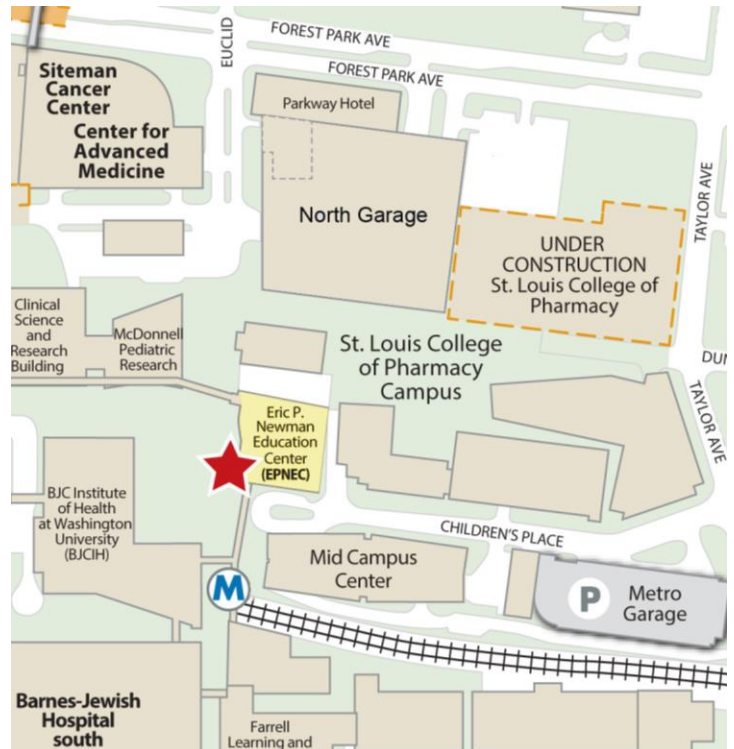 FOREST PARK AVE
EUCLID
FOREST PARK AVE
Siteman
Cancer
Center
Center for
Advanced
Medicine
Parkway Hotel
North Garage
TAYLOR AVE
UNDER
CONSTRUCTION
St. Louis College of
Pharmacy
Clinical
Science
and
Research
Building
McDonnell
Pediatric
Research
St. Louis College
of Pharmacy
Campus
DUN
TAYLOR AVE
Eric P.
Newman
Education
Center
(EPNEC)
BJC Institute
of Health
at Washington
University
(BJCIH)
CHILDREN'S PLACE
Mid Campus
Center
M
P
Metro
Garage
Barnes-Jewish
Hospital
south
Farrell
Learning and